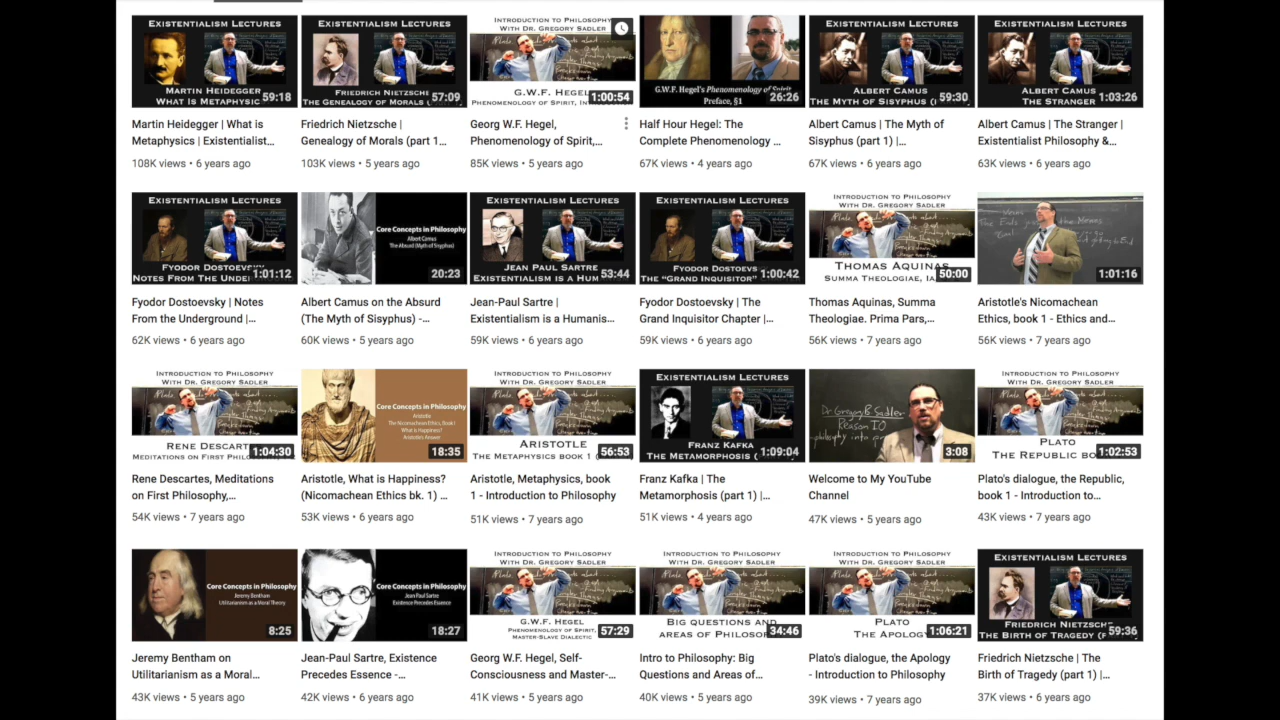 EXISTENTIALISM LECTURES
MARTIN HEIDEGGER
WHAT IS METAPHYSIC
59:18
Martin Heidegger | What is
Metaphysics | Existentialist...
108K views • 6 years ago
EXISTENTIALISM LECTURES
FRIEDRICH NIETZSCHE
THE GENEALOGY OF MORALS (
57:09
Friedrich Nietzsche |
Genealogy of Morals (part 1...
103K views • 5 years ago
INTRODUCTION TO PHILOSOPHY
WITH DR. GREGORY SADLER
G.W.F. HEGEL
PHENOMENOLOGY OF SPIRIT, IN
1:00:54
Georg W.F. Hegel,
Phenomenology of Spirit,...
85K views • 5 years ago
G.W.F. Hegel's Phenomenology of Spirit
Preface, §1
26:26
Half Hour Hegel: The
Complete Phenomenology ...
67K views • 4 years ago
EXISTENTIALISM LECTURES
ALBERT CAMUS
THE MYTH OF SISYPHUS (
59:30
Albert Camus | The Myth of
Sisyphus (part 1) |...
67K views • 6 years ago
EXISTENTIALISM LECTURES
ALBERT CAMUS
THE STRANGER
1:03:26
Albert Camus | The Stranger |
Existentialist Philosophy &...
63K views • 6 years ago
EXISTENTIALISM LECTURES
FYODOR DOSTOEVSKY
NOTES FROM THE UNDE
1:01:12
Fyodor Dostoevsky | Notes
From the Underground |...
62K views • 6 years ago
Core Concepts in Philosophy
Albert Camus
The Absurd (Myth of Sisyphus)
20:23
Albert Camus on the Absurd
(The Myth of Sisyphus) -...
60K views • 5 years ago
EXISTENTIALISM LECTURES
JEAN PAUL SARTRE
EXISTENTIALISM IS A HUM
53:44
Jean-Paul Sartre |
Existentialism is a Humanis...
59K views • 6 years ago
EXISTENTIALISM LECTURES
FYODOR DOSTOEVS
THE "GRAND INQUISITOR"
1:00:42
Fyodor Dostoevsky | The
Grand Inquisitor Chapter |...
59K views • 6 years ago
INTRODUCTION TO PHILOSOPHY
WITH DR. GREGORY SADLER
THOMAS AQUINAS
SUMMA THEOLOGIAE, IA
50:00
Thomas Aquinas, Summa
Theologiae. Prima Pars,...
56K views • 7 years ago
1:01:16
Aristotle's Nicomachean
Ethics, book 1 - Ethics and...
56K views • 7 years ago
INTRODUCTION TO PHILOSOPHY
WITH DR. GREGORY SADLER
RENE DESCART
MEDITATIONS ON FIRST PHILO
1:04:30
Rene Descartes, Meditations
on First Philosophy,...
54K views • 7 years ago
Core Concepts in Philosophy
Aristotle
The Nicomachean Ethics, Book I
What is Happiness?
Aristotle's Answer
18:35
Aristotle, What is Happiness?
(Nicomachean Ethics bk. 1) ...
53K views • 6 years ago
INTRODUCTION TO PHILOSOPHY
WITH DR. GREGORY SADLER
ARISTOTLE
THE METAPHYSICS BOOK 1 (
56:53
Aristotle, Metaphysics, book
1 - Introduction to Philosophy
51K views • 7 years ago
EXISTENTIALISM LECTURES
FRANZ KAFKA
THE METAMORPHOSIS (
1:09:04
Franz Kafka | The
Metamorphosis (part 1) |...
51K views • 4 years ago
Dr Gregory B Sadler
Reason IO
philosophy into pr
3:08
Welcome to My YouTube
Channel
47K views • 5 years ago
INTRODUCTION TO PHILOSOPHY
WITH DR. GREGORY SADLER
PLATO
THE REPUBLIC BO
1:02:53
Plato's dialogue, the Republic,
book 1 - Introduction to...
43K views • 7 years ago
Core Concepts in Philosophy
Jeremy Bentham
Utilitarianism as a Moral Theory
8:25
Jeremy Bentham on
Utilitarianism as a Moral...
43K views • 5 years ago
Core Concepts in Philosophy
Jean Paul Sartre
Existence Precedes Essence
18:27
Jean-Paul Sartre, Existence
Precedes Essence -...
42K views • 6 years ago
INTRODUCTION TO PHILOSOPHY
WITH DR. GREGORY SADLER
G.W.F. HEGEL
PHENOMENOLOGY OF SPIRIT,
MASTER-SLAVE DIALECTIC
57:29
Georg W.F. Hegel, Self-
Consciousness and Master-...
41K views • 5 years ago
INTRODUCTION TO PHILOSOPHY
WITH DR. GREGORY SADLER
BIG QUESTIONS AND
AREAS OF PHILOSOP
34:46
Intro to Philosophy: Big
Questions and Areas of...
40K views • 5 years ago
INTRODUCTION TO PHILOSOPHY
WITH DR. GREGORY SADLER
PLATO
THE APOLOG
1:06:21
Plato's dialogue, the Apology
- Introduction to Philosophy
39K views • 7 years ago
EXISTENTIALISM LECTURES
FRIEDRICH NIETZSCHE
THE BIRTH OF TRAGEDY (P
59:36
Friedrich Nietzsche | The
Birth of Tragedy (part 1) |...
37K views • 6 years ago